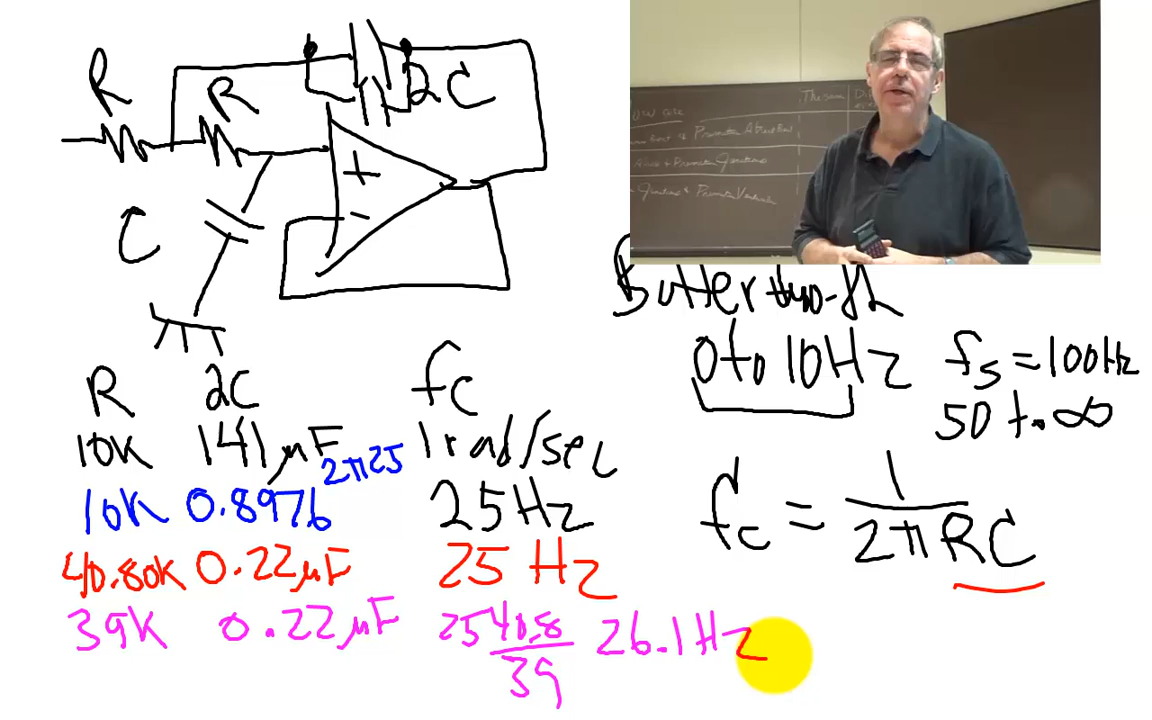 R
R
2C
+
-
C
The same
Butterworth
0 to 10Hz
fs = 100Hz
50 to ∞
R 2C fc
10K 141μF 1 rad/sec
2π25
10K 0.8976 25Hz
40.80K 0.22μF 25 Hz
39K 0.22μF 25 40.8/39 26.1Hz
fc = 1/2πRC